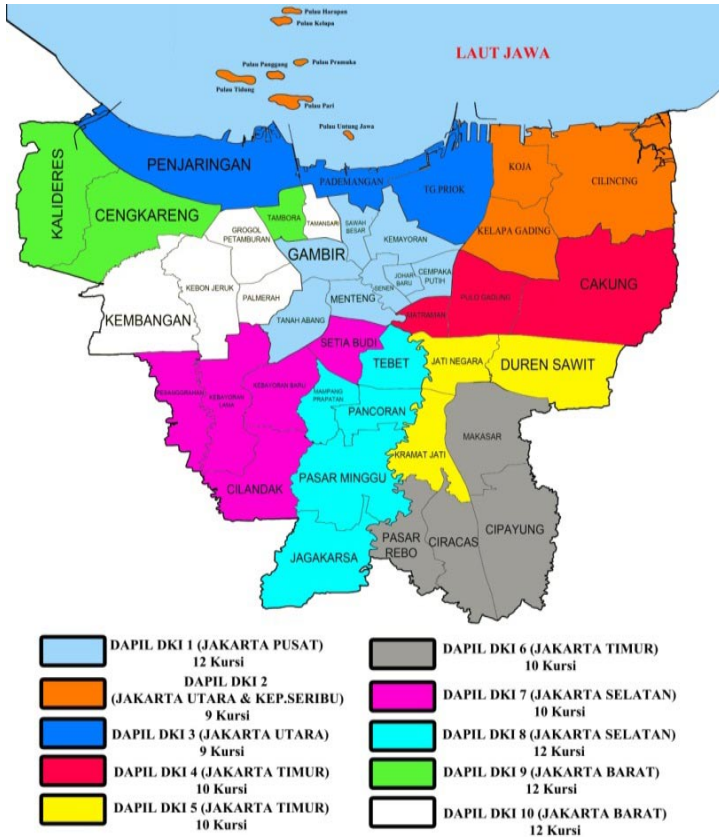 Pulau Harapan
Pulau Kelapa
LAUT JAWA
Pulau Pramuka
Pulau Panggang
Pulau Tidung
Pulau Pari
Pulau Untung Jawa
PENJARINGAN
KOJA
KALIDERES
PADEMANGAN
TG PRIOK
CILINCING
CENGKARENG
TAMBORA
TAMANSARI
SAWAH
BESAR
GROGOL
PETAMBURAN
KEMAYORAN
KELAPA GADING
GAMBIR
CEMPAKA
PUTIH
JOHAR
BARU
SENEN
KEBON JERUK
CAKUNG
PALMERAH
MENTENG
PULO GADUNG
KEMBANGAN
TANAH ABANG
MATRAMAN
SETIA BUDI
TEBET
JATI NEGARA
DUREN SAWIT
PESANGGRAHAN
KEBAYORAN
LAMA
KEBAYORAN BARU
MAMPANG
PRAPATAN
PANCORAN
MAKASAR
KRAMAT JATI
PASAR MINGGU
CILANDAK
CIPAYUNG
PASAR
REBO
CIRACAS
JAGAKARSA
DAPIL DKI 1 (JAKARTA PUSAT)
12 Kursi
DAPIL DKI 2
(JAKARTA UTARA & KEP.SERIBU)
9 Kursi
DAPIL DKI 3 (JAKARTA UTARA)
9 Kursi
DAPIL DKI 4 (JAKARTA TIMUR)
10 Kursi
DAPIL DKI 5 (JAKARTA TIMUR)
10 Kursi
DAPIL DKI 6 (JAKARTA TIMUR)
10 Kursi
DAPIL DKI 7 (JAKARTA SELATAN)
10 Kursi
DAPIL DKI 8 (JAKARTA SELATAN)
12 Kursi
DAPIL DKI 9 (JAKARTA BARAT)
12 Kursi
DAPIL DKI 10 (JAKARTA BARAT)
12 Kursi